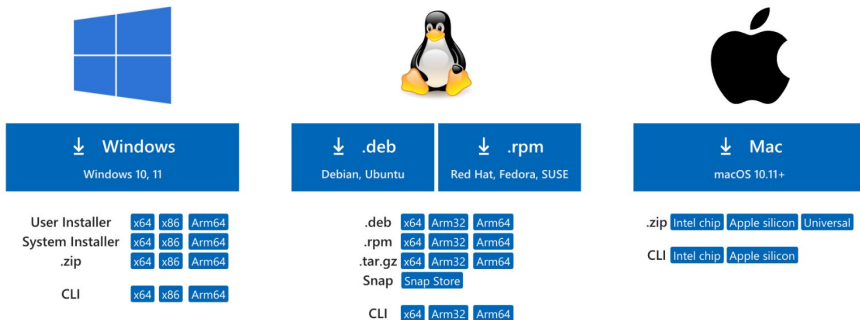 Windows
Windows 10, 11
User Installer x64 x86 Arm64
System Installer x64 x86 Arm64
.zip x64 x86 Arm64
CLI x64 x86 Arm64
.deb
Debian, Ubuntu
.rpm
Red Hat, Fedora, SUSE
.deb x64 Arm32 Arm64
.rpm x64 Arm32 Arm64
.tar.gz x64 Arm32 Arm64
Snap Snap Store
CLI x64 Arm32 Arm64
Mac
macOS 10.11+
.zip Intel chip Apple silicon Universal
CLI Intel chip Apple silicon